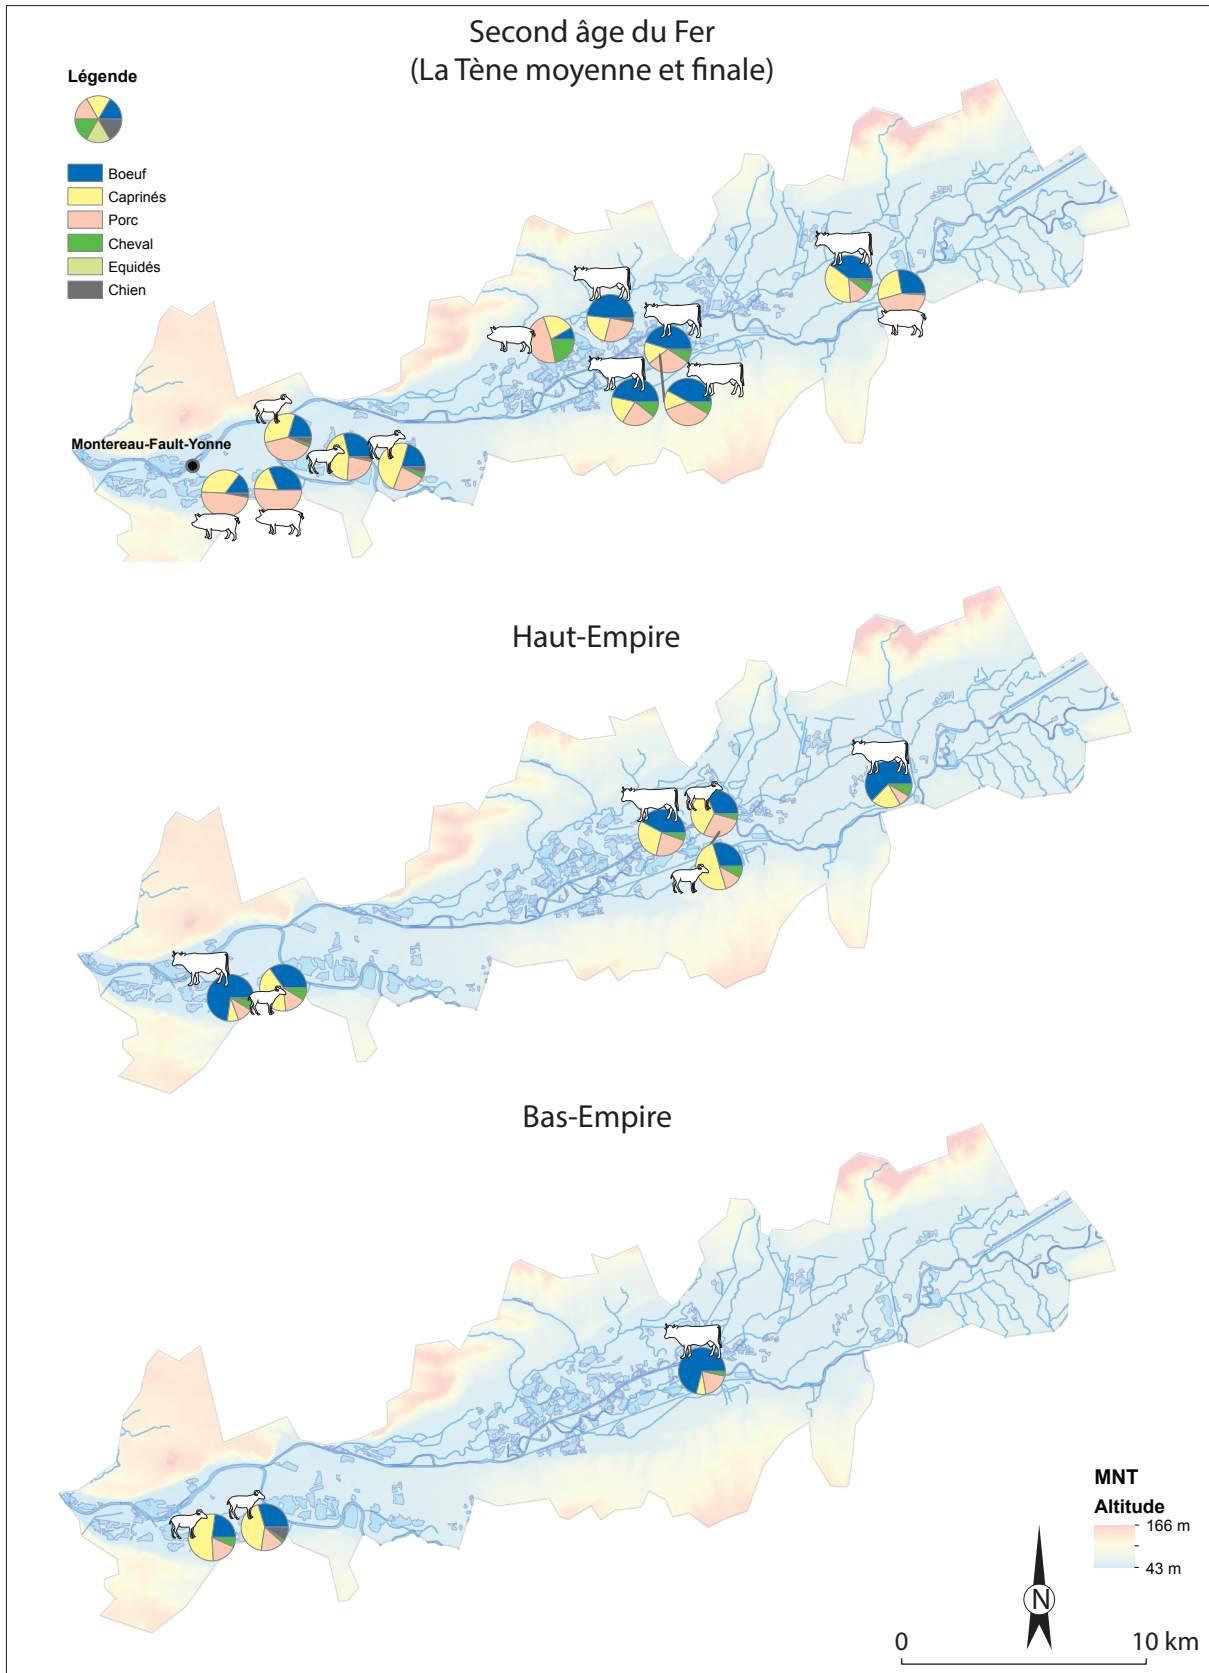 Second âge du Fer
(La Tène moyenne et finale)
Légende
Boeuf
Caprinés
Porc
Cheval
Equidés
Chien
Montereau-Fault-Yonne
Haut-Empire
Bas-Empire
MNT
Altitude
166 m
43 m
N
0 10 km